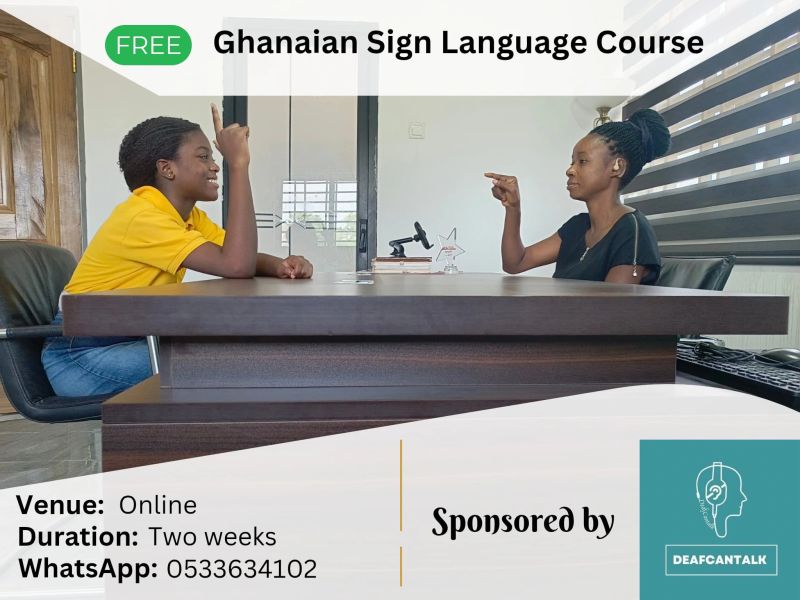 FREE Ghanaian Sign Language Course
Venue: Online
Duration: Two weeks
WhatsApp: 0533634102
Sponsored by
DEAFCANTALK